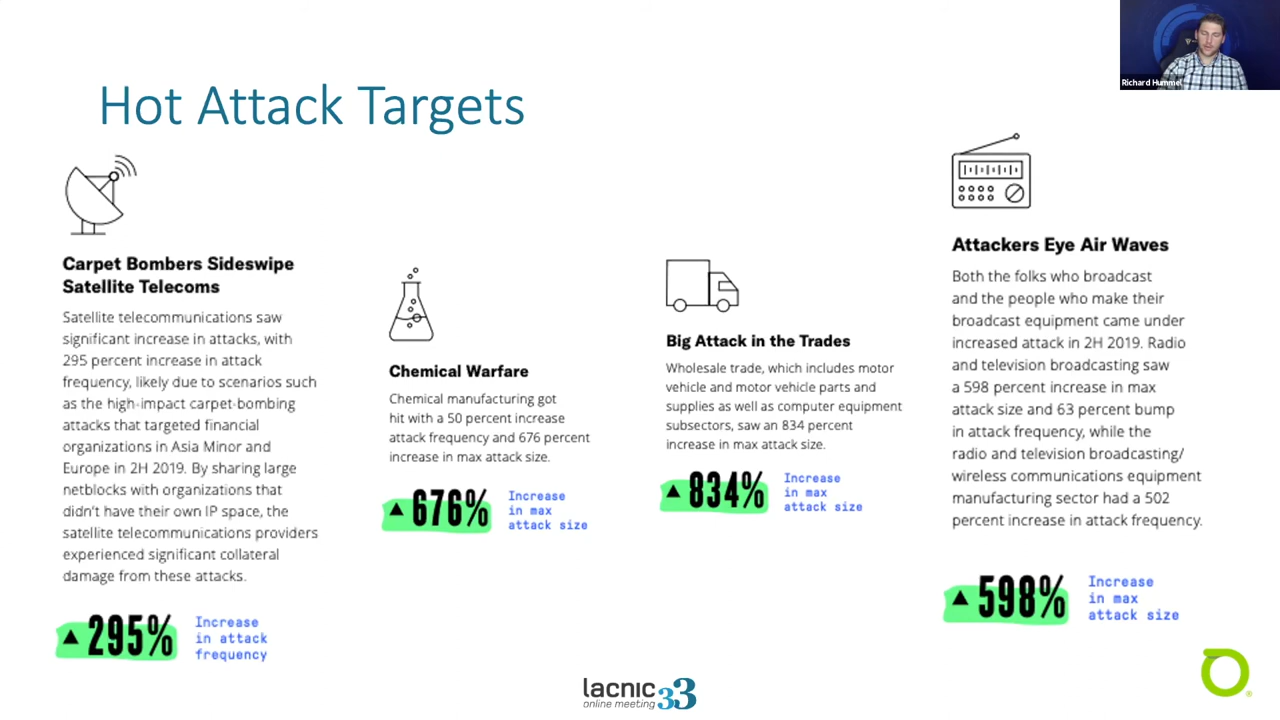 Richard Hummel
Hot Attack Targets
Carpet Bombers Sideswipe
Satellite Telecoms
Satellite telecommunications saw
significant increase in attacks, with
295 percent increase in attack
frequency, likely due to scenarios such
as the high-impact carpet-bombing
attacks that targeted financial
organizations in Asia Minor and
Europe in 2H 2019. By sharing large
netblocks with organizations that
didn't have their own IP space, the
satellite telecommunications providers
experienced significant collateral
damage from these attacks.
▲ 295%
Increase
in attack
frequency
Chemical Warfare
Chemical manufacturing got
hit with a 50 percent increase
attack frequency and 676 percent
increase in max attack size.
▲ 676%
Increase
in max
attack size
Big Attack in the Trades
Wholesale trade, which includes motor
vehicle and motor vehicle parts and
supplies as well as computer equipment
subsectors, saw an 834 percent
increase in max attack size.
▲ 834%
Increase
in max
attack size
Attackers Eye Air Waves
Both the folks who broadcast
and the people who make their
broadcast equipment came under
increased attack in 2H 2019. Radio
and television broadcasting saw
a 598 percent increase in max
attack size and 63 percent bump
in attack frequency, while the
radio and television broadcasting/
wireless communications equipment
manufacturing sector had a 502
percent increase in attack frequency.
▲ 598%
Increase
in max
attack size
lacnic 33
online meeting
®